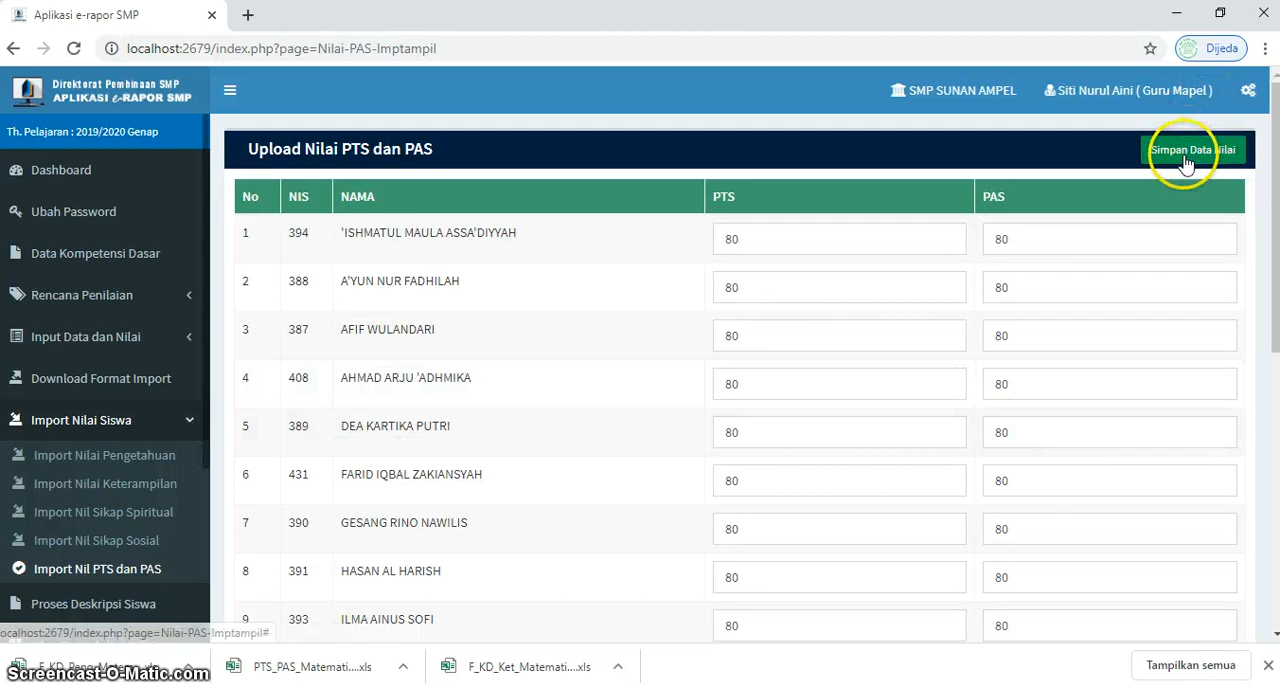 Aplikasi e-rapor SMP
localhost:2679/index.php?page=Nilai-PAS-Imptampil
Dijeda
Direktorat Pembinaan SMP
APLIKASI e-RAPOR SMP
SMP SUNAN AMPEL
Siti Nurul Aini ( Guru Mapel )
Th. Pelajaran : 2019/2020 Genap
Dashboard
Ubah Password
Data Kompetensi Dasar
Rencana Penilaian
Input Data dan Nilai
Download Format Import
Import Nilai Siswa
Import Nilai Pengetahuan
Import Nilai Keterampilan
Import Nil Sikap Spiritual
Import Nil Sikap Sosial
Import Nil PTS dan PAS
Proses Deskripsi Siswa
Upload Nilai PTS dan PAS
Simpan Data Nilai
No NIS NAMA PTS PAS
1 394 'ISHMATUL MAULA ASSA'DIYYAH 80 80
2 388 A'YUN NUR FADHILAH 80 80
3 387 AFIF WULANDARI 80 80
4 408 AHMAD ARJU 'ADHMIKA 80 80
5 389 DEA KARTIKA PUTRI 80 80
6 431 FARID IQBAL ZAKIANSYAH 80 80
7 390 GESANG RINO NAWILIS 80 80
8 391 HASAN AL HARISH 80 80
9 393 ILMA AINUS SOFI 80 80
ocalhost:2679/index.php?page=Nilai-PAS-Imptampil#
PTS_PAS_Matemati....xls
F_KD_Ket_Matemati....xls
Tampilkan semua
Screencast-O-Matic.com